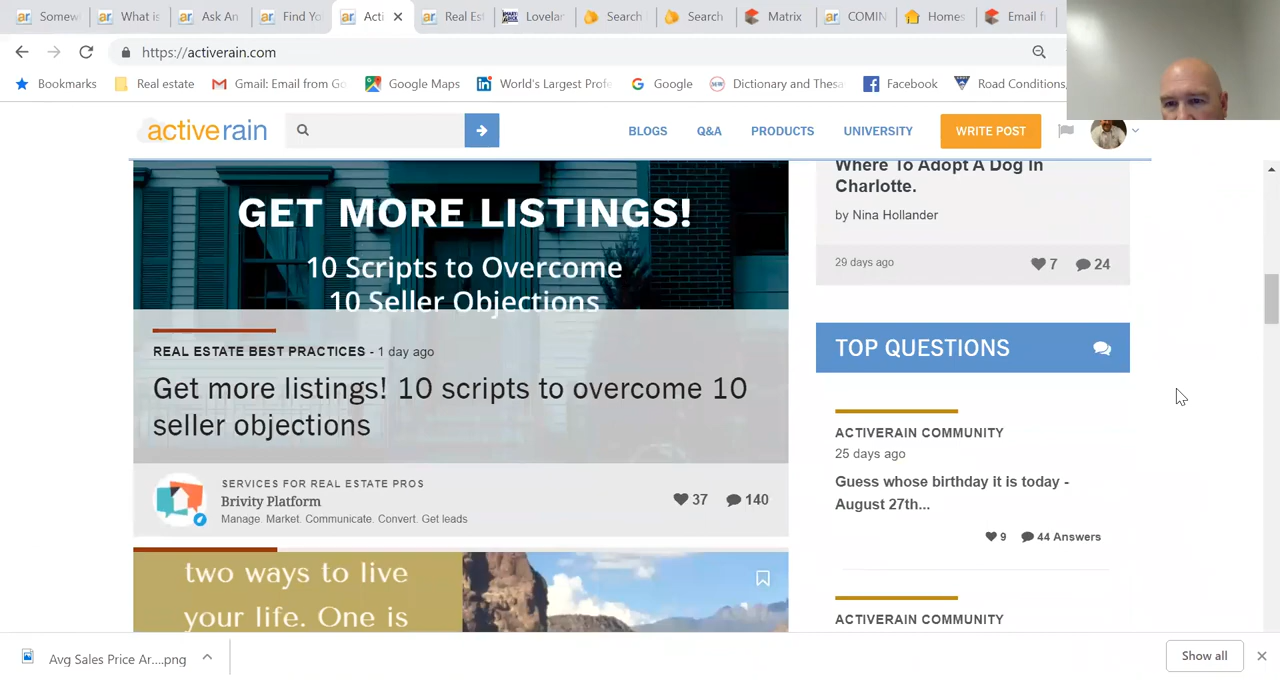 Somew
What is
Ask An
Find Yo
Acti
Real Est
Lovelan
Search
Search
Matrix
COMIN
Homes
Email f
https://activerain.com
Bookmarks
Real estate
Gmail: Email from Go
Google Maps
World's Largest Profe
Google
Dictionary and Thesa
Facebook
Road Conditions,
activerain
BLOGS
Q&A
PRODUCTS
UNIVERSITY
WRITE POST
GET MORE LISTINGS!
10 Scripts to Overcome
10 Seller Objections
REAL ESTATE BEST PRACTICES - 1 day ago
Get more listings! 10 scripts to overcome 10
seller objections
SERVICES FOR REAL ESTATE PROS
Brivity Platform
Manage. Market. Communicate. Convert. Get leads
37
140
two ways to live
your life. One is
Where To Adopt A Dog In
Charlotte.
by Nina Hollander
29 days ago
7
24
TOP QUESTIONS
ACTIVERAIN COMMUNITY
25 days ago
Guess whose birthday it is today -
August 27th...
9
44 Answers
ACTIVERAIN COMMUNITY
Avg Sales Price Ar....png
Show all